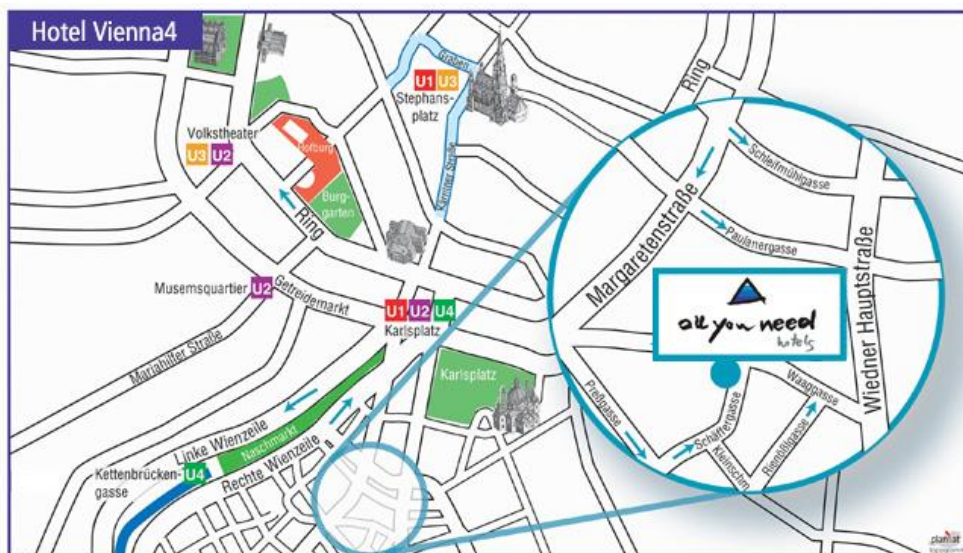 Hotel Vienna4
Graben
U1 U3
Stephans-
platz
Kärntner Straße
Ring
Volkstheater
U3 U2
Hofburg
Burg-
garten
Ring
Musemsquartier U2
Getreidemarkt
U1 U2 U4
Karlsplatz
Mariahilfer Straße
Karlsplatz
Linke Wienzeile
Naschmarkt
Rechte Wienzeile
Kettenbrücken-
gasse
U4
Schleifmühlgasse
Margaretenstraße
Paulanergasse
Wiedner Hauptstraße
all you need
hotels
Preßgasse
Schäffergasse
Kleinschm.
Waaggasse
Rienößlgasse